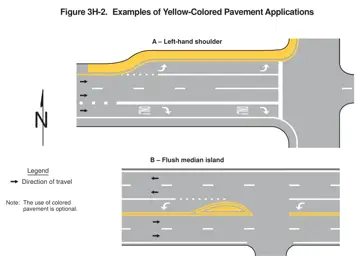 Figure 3H-2. Examples of Yellow-Colored Pavement Applications
A – Left-hand shoulder
N
Legend
Direction of travel
Note: The use of colored
pavement is optional.
B – Flush median island